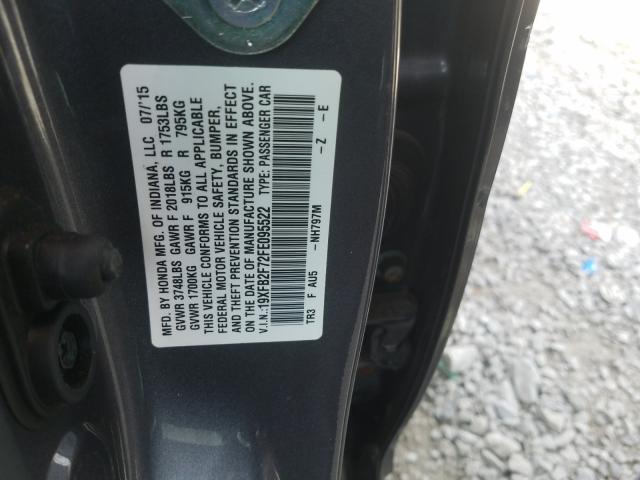 MFD. BY HONDA MFG. OF INDIANA, LLC 07/'15
GVWR 3748LBS GAWR F 2018LBS R 1753LBS
GVWR 1700KG GAWR F 915KG R 795KG
THIS VEHICLE CONFORMS TO ALL APPLICABLE
FEDERAL MOTOR VEHICLE SAFETY, BUMPER,
AND THEFT PREVENTION STANDARDS IN EFFECT
ON THE DATE OF MANUFACTURE SHOWN ABOVE.
V.I.N.:19XFB2F72FE095522 TYPE: PASSENGER CAR
TR3 F AU5 -NH797M -Z -E